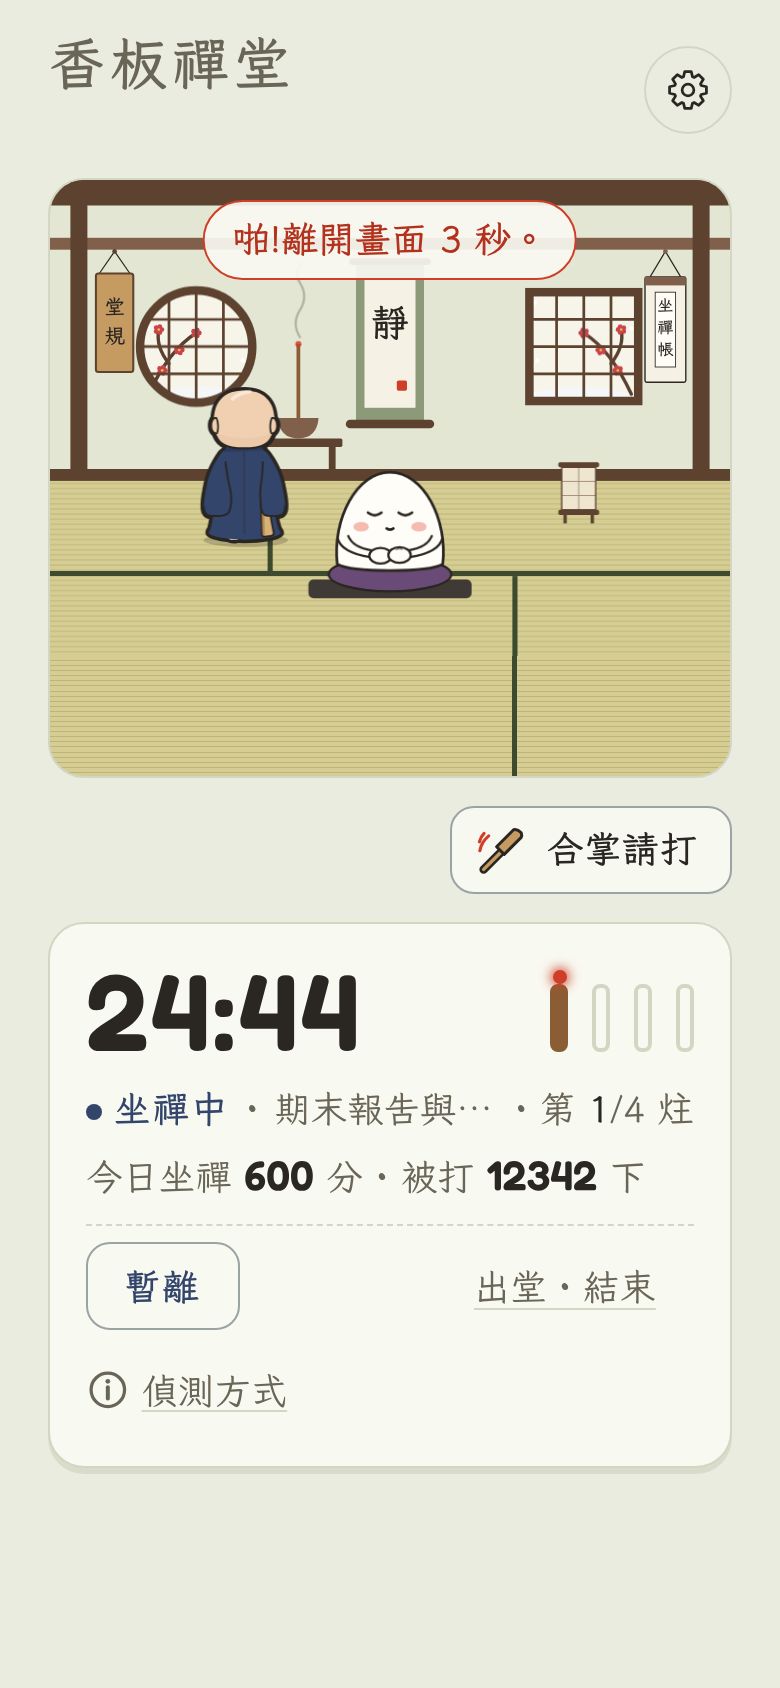 香板禪堂
啪!離開畫面 3 秒。
堂規
靜
坐禪帳
合掌請打
24:44
坐禪中 · 期末報告與… · 第 1/4 炷
今日坐禪 600 分·被打 12342 下
暫離
出堂·結束
偵測方式